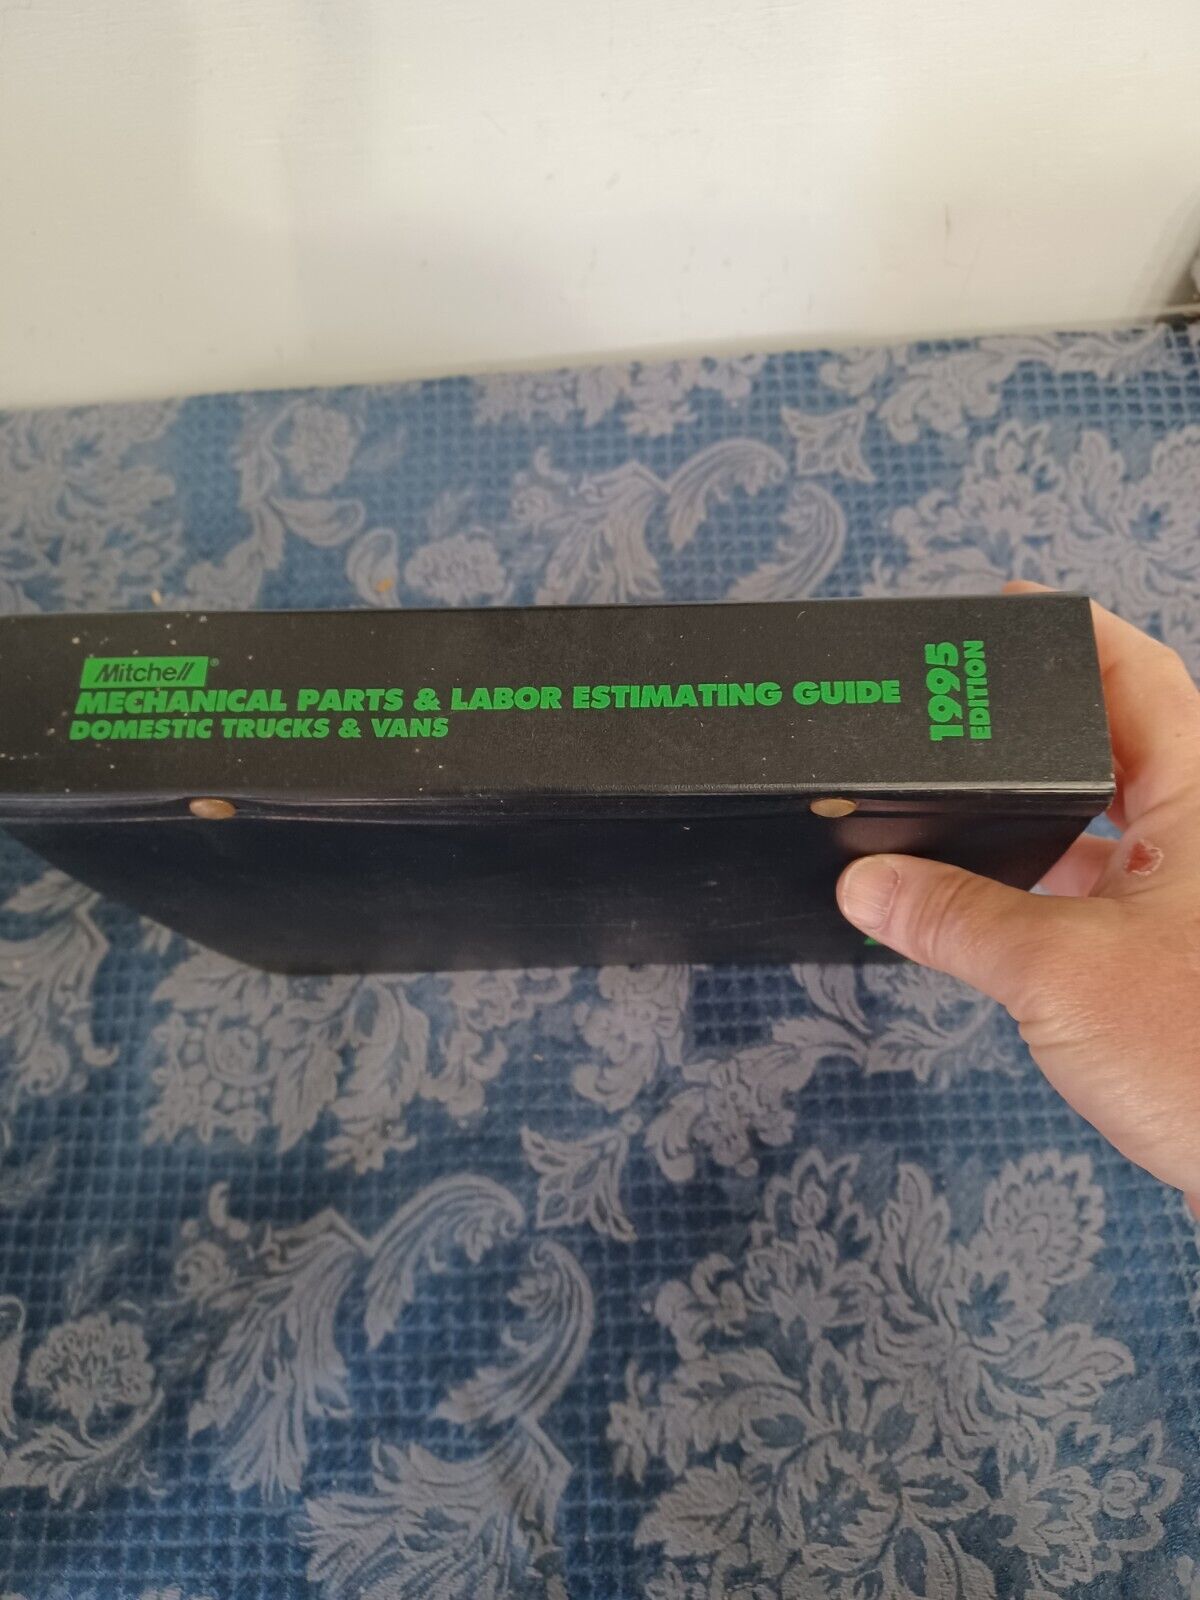 Mitchell®
MECHANICAL PARTS & LABOR ESTIMATING GUIDE
DOMESTIC TRUCKS & VANS
1995
EDITION